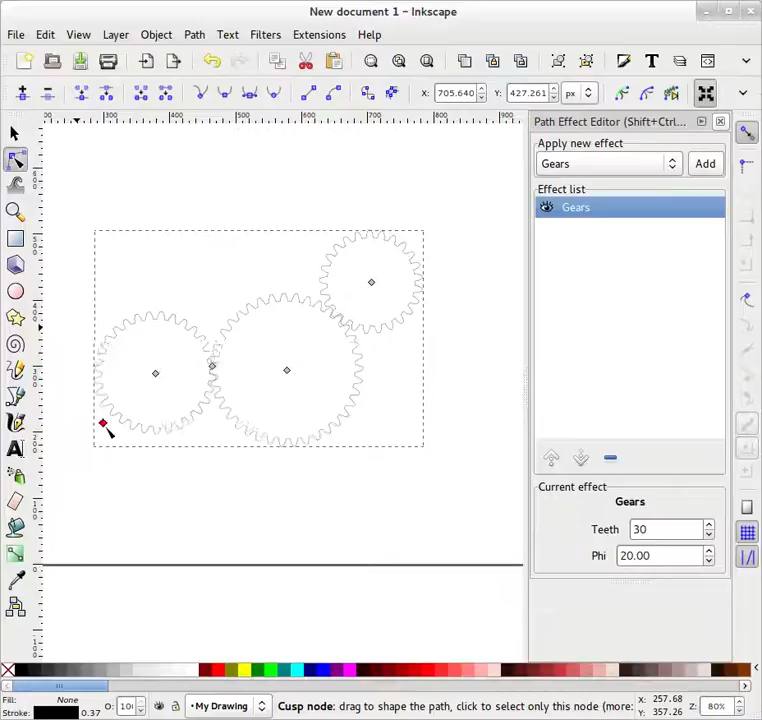 New document 1 - Inkscape
File Edit View Layer Object Path Text Filters Extensions Help
X: 705.640 Y: 427.261 px
Path Effect Editor (Shift+Ctrl...
Apply new effect
Gears Add
Effect list
Gears
Current effect
Gears
Teeth 30
Phi 20.00
Fill: None
Stroke: 0.37
O: 10
•My Drawing
Cusp node: drag to shape the path, click to select only this node (more:
X: 257.68
Y: 357.26
Z: 80%